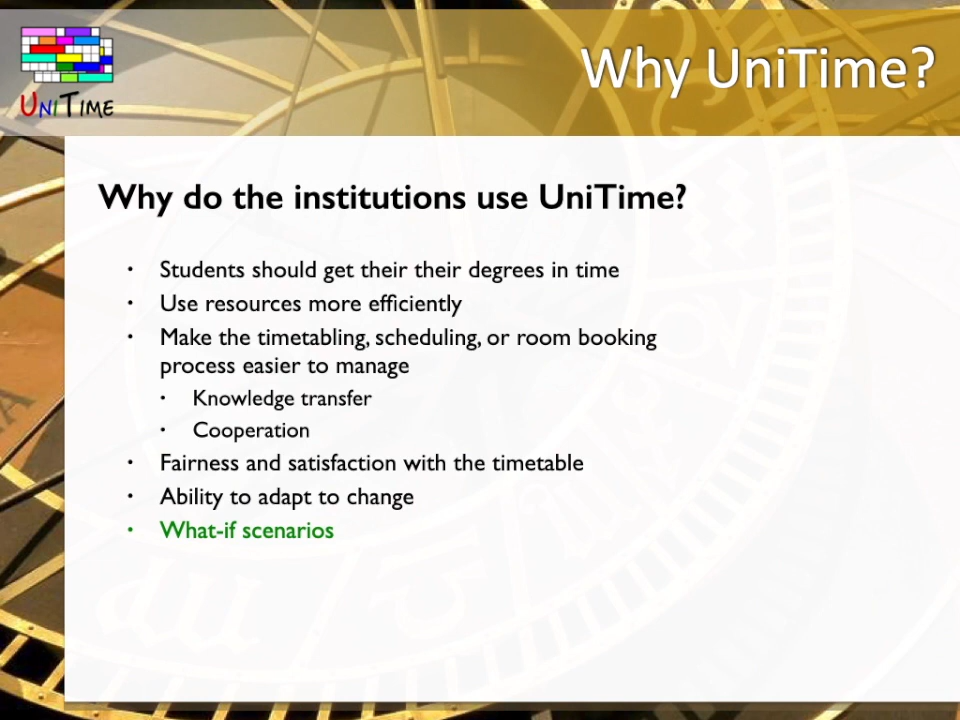 UNITIME
Why UniTime?
Why do the institutions use UniTime?
• Students should get their their degrees in time
• Use resources more efficiently
• Make the timetabling, scheduling, or room booking
process easier to manage
• Knowledge transfer
• Cooperation
• Fairness and satisfaction with the timetable
• Ability to adapt to change
• What-if scenarios